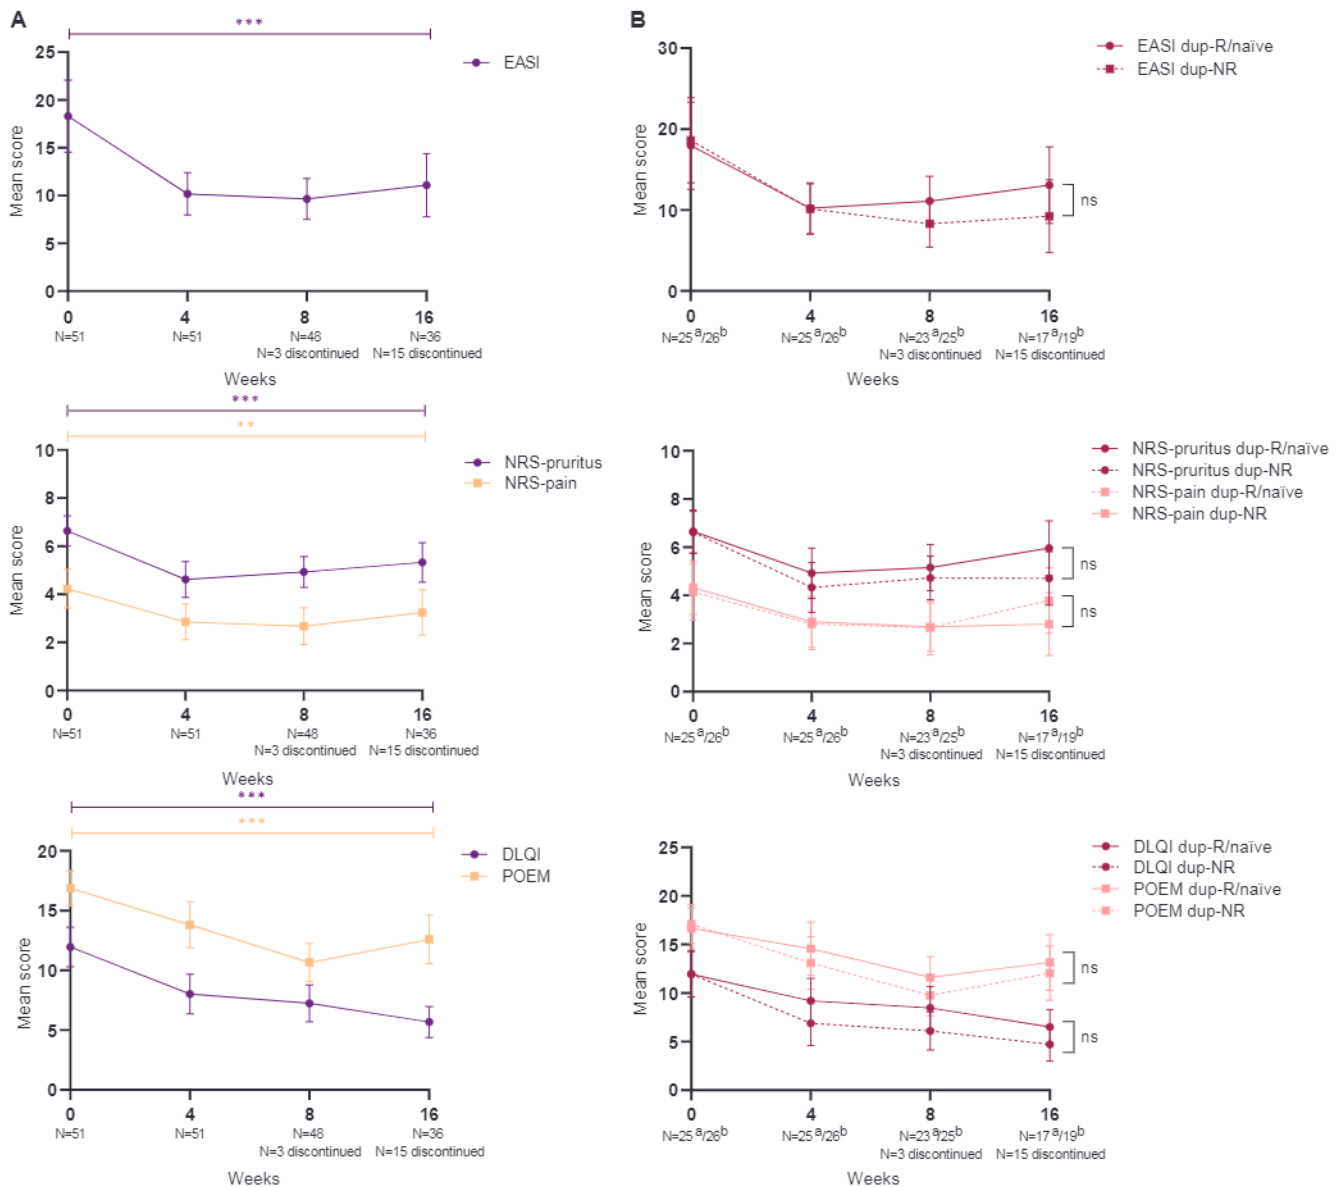 A
***
EASI
25
20
15
10
5
0
Mean score
0
4
8
16
N=51
N=51
N=48
N=36
N=3 discontinued
N=15 discontinued
Weeks
B
EASI dup-R/naïve
EASI dup-NR
30
20
10
0
Mean score
ns
0
4
8
16
N=25a/26b
N=25a/26b
N=23a/25b
N=17a/19b
N=3 discontinued
N=15 discontinued
Weeks
***
**
NRS-pruritus
NRS-pain
10
8
6
4
2
0
Mean score
0
4
8
16
N=51
N=51
N=48
N=36
N=3 discontinued
N=15 discontinued
Weeks
NRS-pruritus dup-R/naïve
NRS-pruritus dup-NR
NRS-pain dup-R/naïve
NRS-pain dup-NR
10
8
6
4
2
0
Mean score
ns
ns
0
4
8
16
N=25a/26b
N=25a/26b
N=23a/25b
N=17a/19b
N=3 discontinued
N=15 discontinued
Weeks
***
***
DLQI
POEM
20
15
10
5
0
Mean score
0
4
8
16
N=51
N=51
N=48
N=36
N=3 discontinued
N=15 discontinued
Weeks
DLQI dup-R/naïve
DLQI dup-NR
POEM dup-R/naïve
POEM dup-NR
25
20
15
10
5
0
Mean score
ns
ns
0
4
8
16
N=25a/26b
N=25a/26b
N=23a/25b
N=17a/19b
N=3 discontinued
N=15 discontinued
Weeks